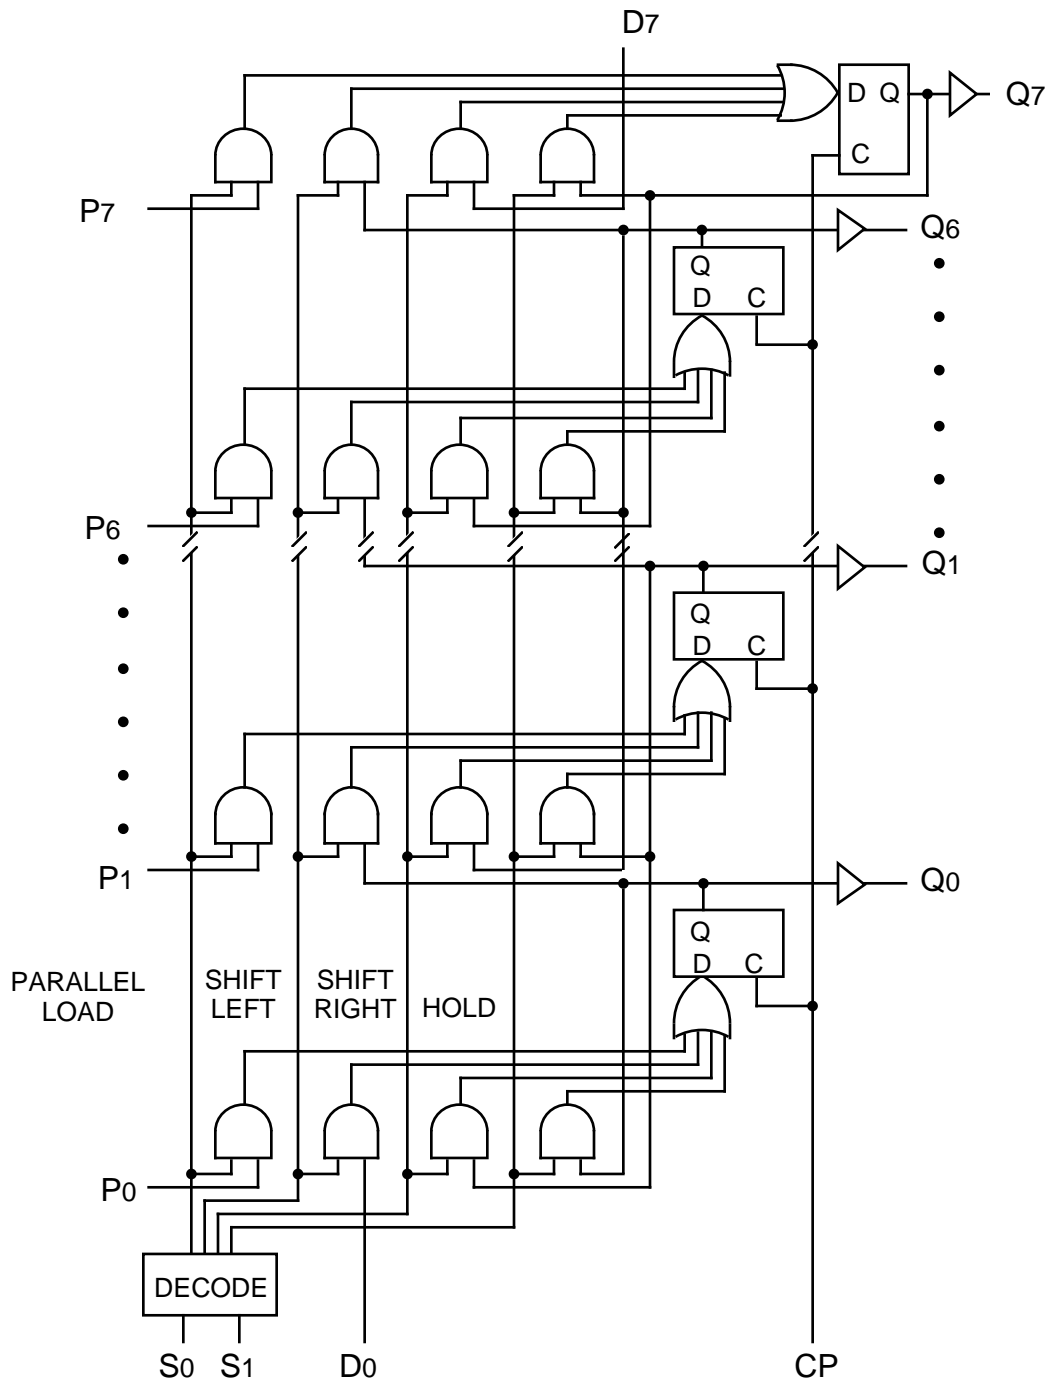 D7
D Q
Q7
C
P7
Q6
Q
D C
P6
Q1
Q
D C
P1
Q0
Q
D C
PARALLEL
LOAD
SHIFT
LEFT
SHIFT
RIGHT
HOLD
P0
DECODE
S0 S1 D0 CP